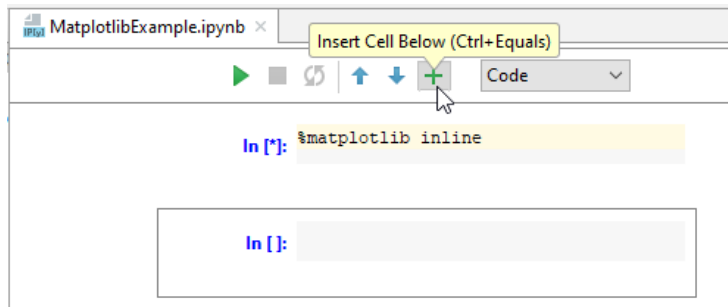 MatplotlibExample.ipynb
Insert Cell Below (Ctrl+Equals)
Code
In [*]: %matplotlib inline
In [ ]: